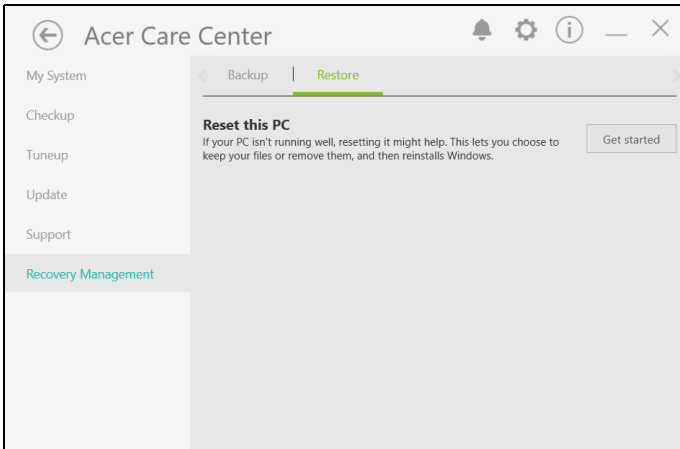 Acer Care Center
My System
Checkup
Tuneup
Update
Support
Recovery Management
Backup | Restore
Reset this PC
If your PC isn't running well, resetting it might help. This lets you choose to
keep your files or remove them, and then reinstalls Windows.
Get started